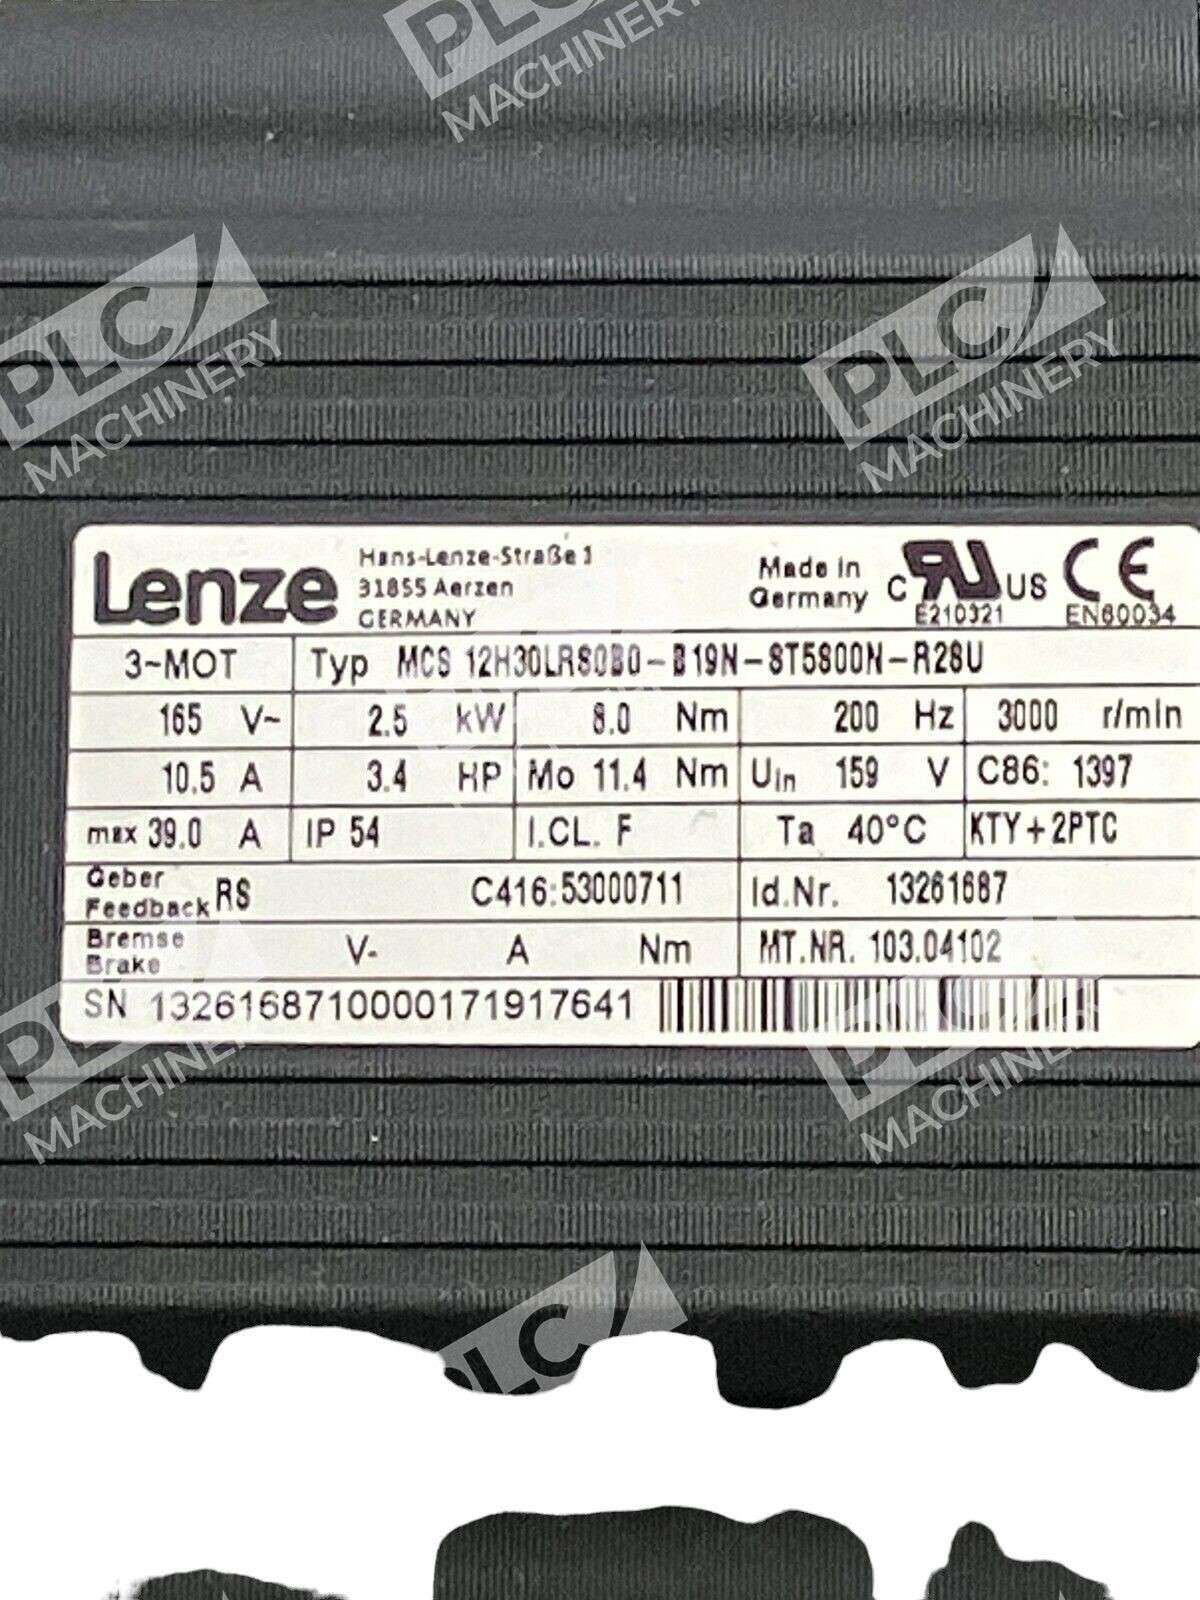 PLC
MACHINERY
PLC
MACHINERY
PLC
MACHINERY
Lenze
Hans-Lenze-Straße 1
31855 Aerzen
GERMANY
Made in
Germany
C UR US
E210321
CE
EN60034
3~MOT Typ MCS 12H30LRS0B0-B19N-ST5S00N-R2SU
165 V~ 2.5 kW 8.0 Nm 200 Hz 3000 r/min
10.5 A 3.4 HP Mo 11.4 Nm Uin 159 V C86: 1397
max 39.0 A IP 54 I.CL. F Ta 40°C KTY+2PTC
Geber
Feedback RS C416:53000711 Id.Nr. 13261687
Bremse
Brake V- A Nm MT.NR. 103.04102
SN 1326168710000171917641
PLC
MACHINERY
MACHINERY
PLC